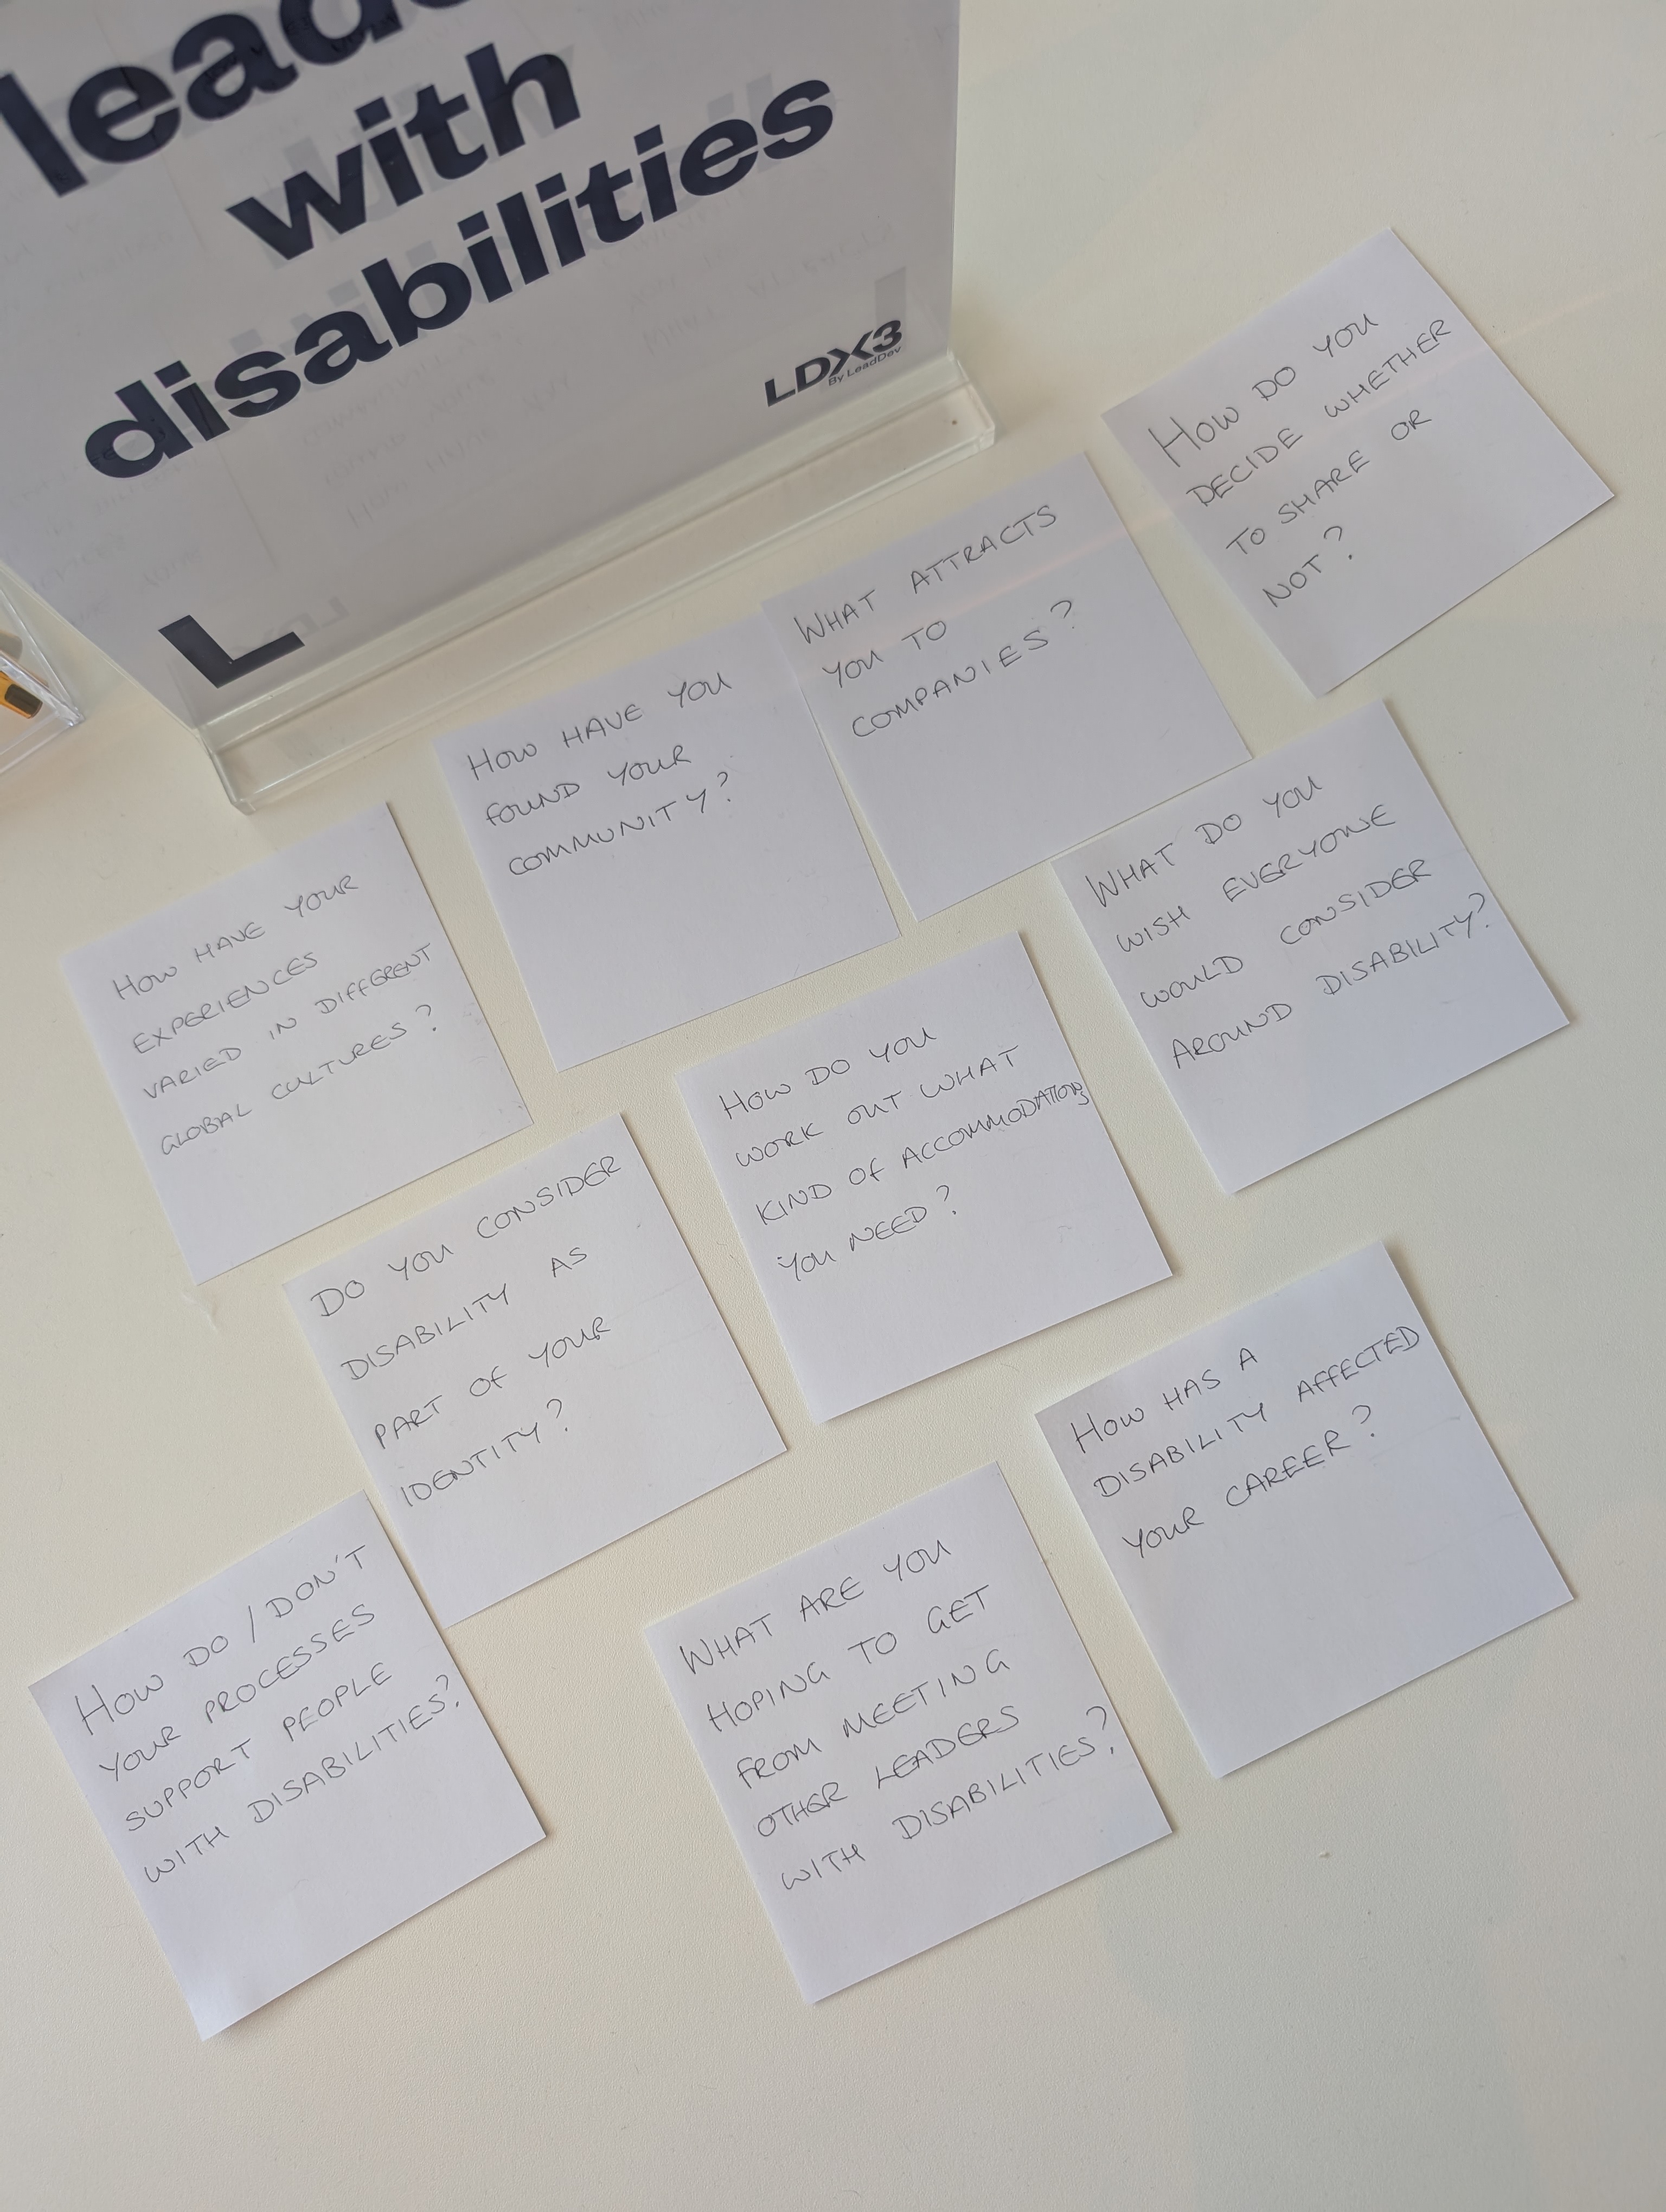 lead
with
disabilities
LDX3
By LeadDev
L
HOW DO YOU
DECIDE WHETHER
TO SHARE OR
NOT?
WHAT ATTRACTS
YOU TO
COMPANIES?
HOW HAVE YOU
FOUND YOUR
COMMUNITY?
WHAT DO YOU
WISH EVERYONE
WOULD CONSIDER
AROUND DISABILITY?
HOW HAVE YOUR
EXPERIENCES
VARIED IN DIFFERENT
GLOBAL CULTURES?
HOW DO YOU
WORK OUT WHAT
KIND OF ACCOMMODATIONS
YOU NEED?
DO YOU CONSIDER
DISABILITY AS
PART OF YOUR
IDENTITY?
HOW HAS A
DISABILITY AFFECTED
YOUR CAREER?
HOW DO / DON'T
YOUR PROCESSES
SUPPORT PEOPLE
WITH DISABILITIES?
WHAT ARE YOU
HOPING TO GET
FROM MEETING
OTHER LEADERS
WITH DISABILITIES?